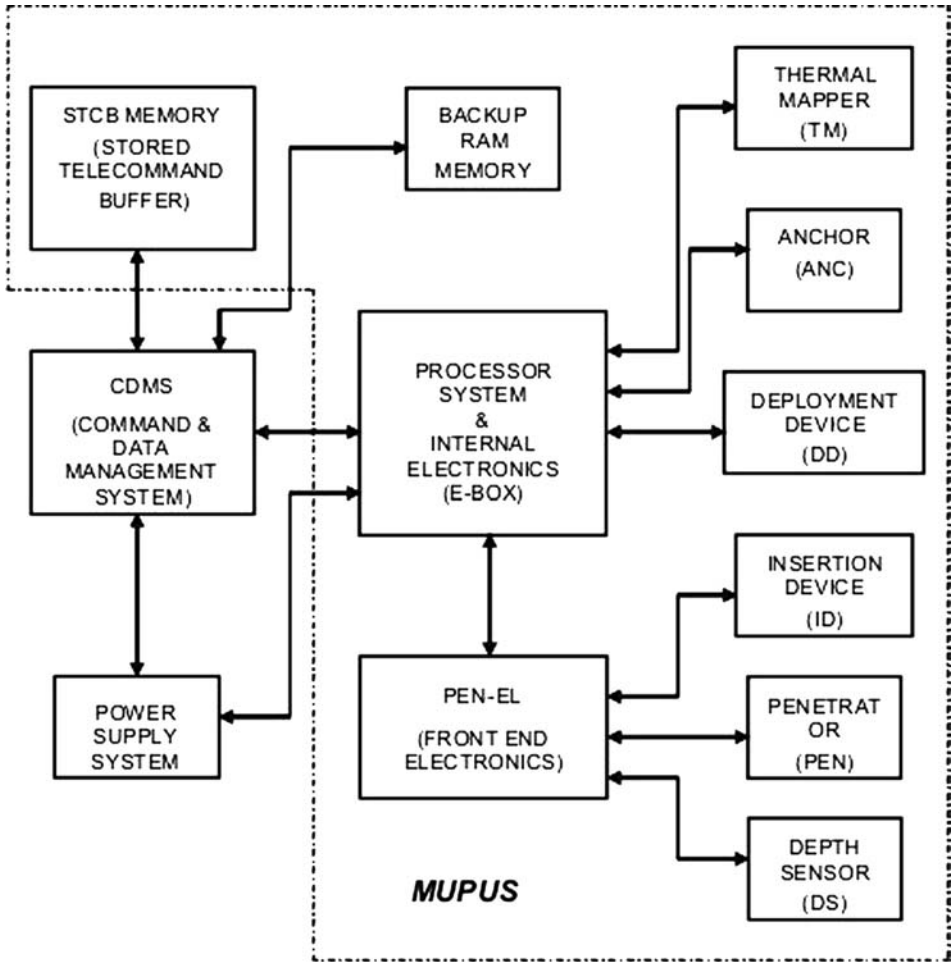 STCB MEMORY
(STORED
TELECOMMAND
BUFFER)
BACKUP
RAM
MEMORY
THERMAL
MAPPER
(TM)
ANCHOR
(ANC)
CDMS
(COMMAND &
DATA
MANAGEMENT
SYSTEM)
PROCESSOR
SYSTEM
&
INTERNAL
ELECTRONICS
(E-BOX)
DEPLOYMENT
DEVICE
(DD)
INSERTION
DEVICE
(ID)
POWER
SUPPLY
SYSTEM
PEN-EL
(FRONT END
ELECTRONICS)
PENETRAT
OR
(PEN)
DEPTH
SENSOR
(DS)
MUPUS